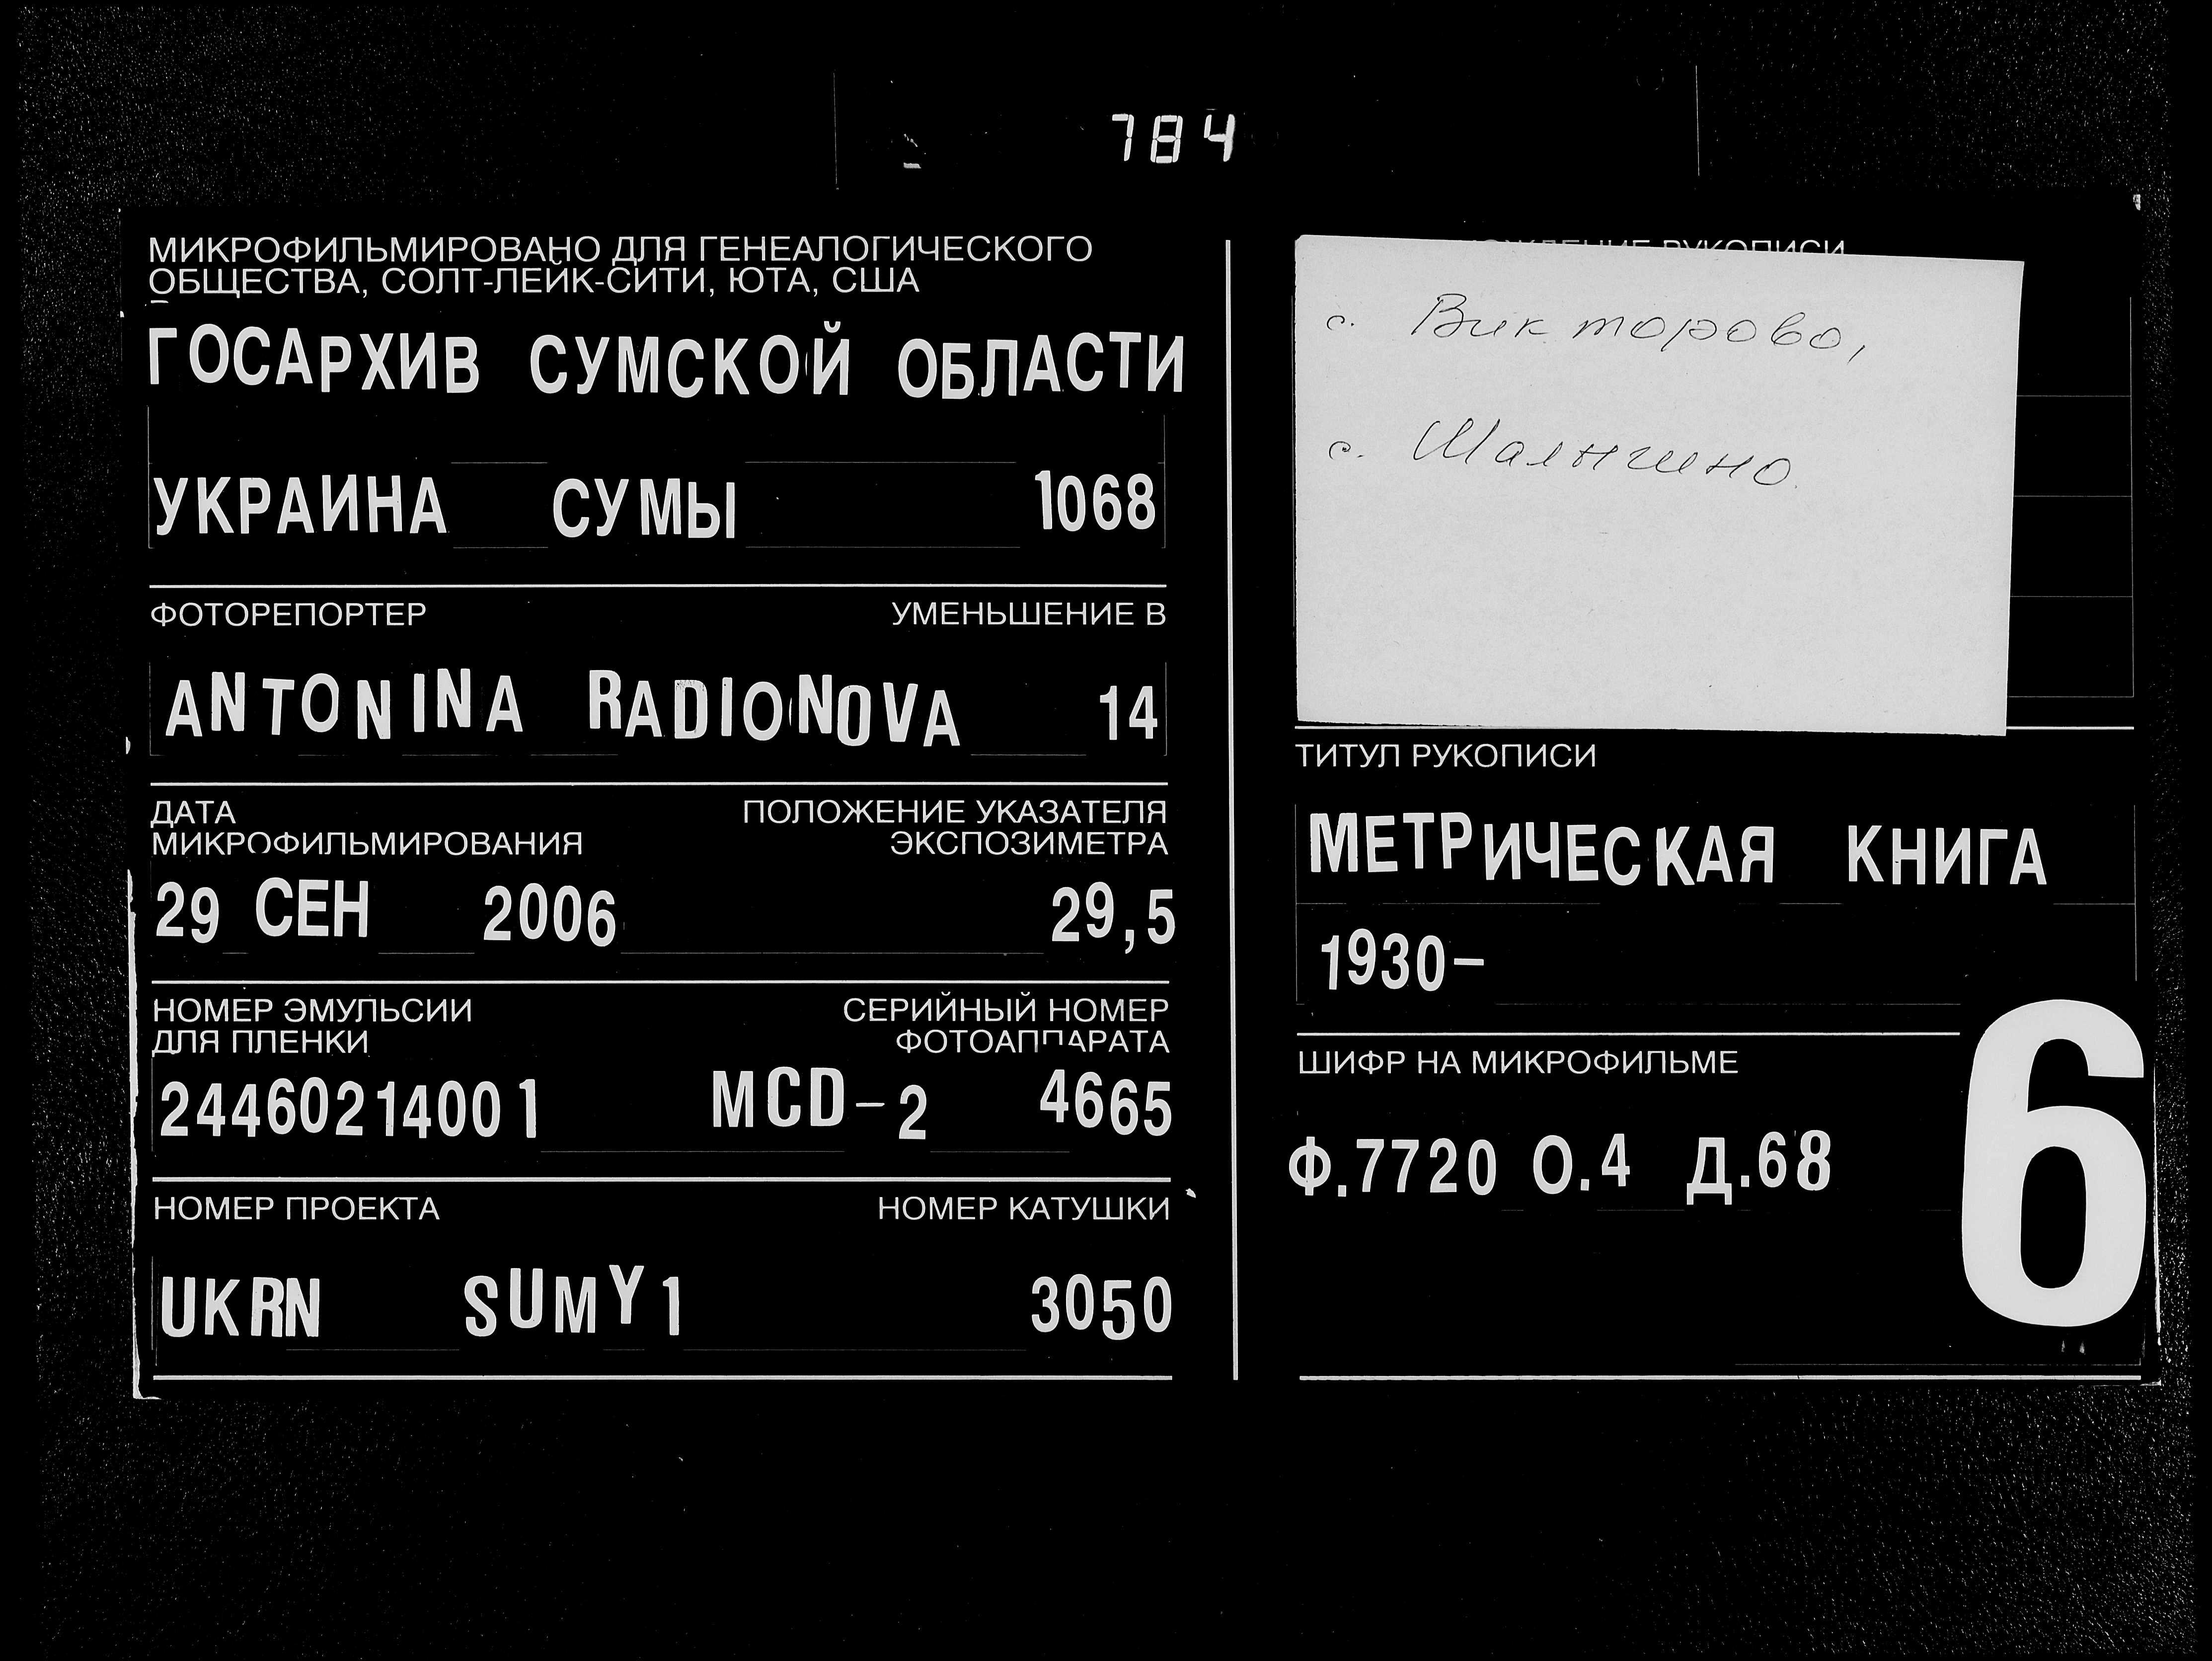 784
МИКРОФИЛЬМИРОВАНО ДЛЯ ГЕНЕАЛОГИЧЕСКОГО
ОБЩЕСТВА, СОЛТ-ЛЕЙК-СИТИ, ЮТА, США
ГОСАРХИВ СУМСКОЙ ОБЛАСТИ
УКРАИНА СУМЫ 1068
ФОТОРЕПОРТЕР УМЕНЬШЕНИЕ В
ANTONINA RADIONOVA 14
ДАТА ПОЛОЖЕНИЕ УКАЗАТЕЛЯ
МИКРОФИЛЬМИРОВАНИЯ ЭКСПОЗИМЕТРА
29 СЕН 2006 29,5
НОМЕР ЭМУЛЬСИИ СЕРИЙНЫЙ НОМЕР
ДЛЯ ПЛЕНКИ ФОТОАППАРАТА
24460214001 MCD-2 4665
НОМЕР ПРОЕКТА НОМЕР КАТУШКИ
UKRN SUMY1 3050
РУКОПИСИ
с. Викторово,
с.
ТИТУЛ РУКОПИСИ
МЕТРИЧЕСКАЯ КНИГА
1930-
ШИФР НА МИКРОФИЛЬМЕ
Ф.7720 О.4 Д.68
6